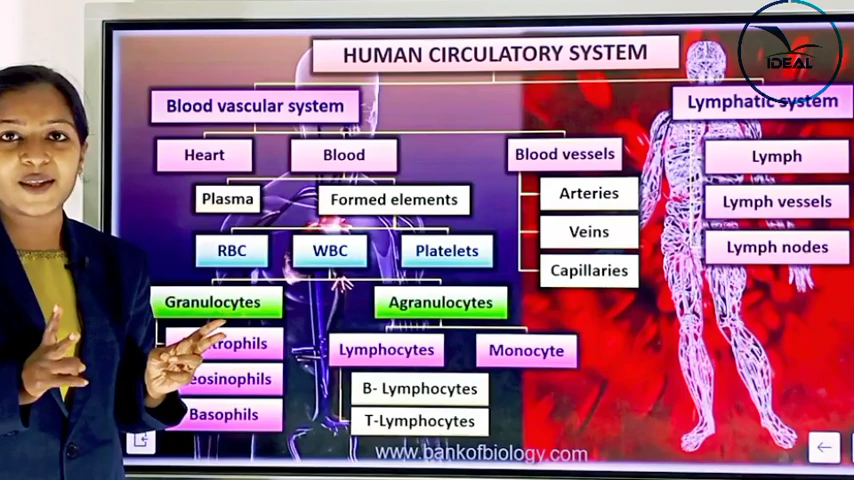 HUMAN CIRCULATORY SYSTEM
IDEAL
Blood vascular system
Lymphatic system
Heart
Blood
Blood vessels
Lymph
Plasma
Formed elements
Arteries
Lymph vessels
Veins
RBC
WBC
Platelets
Lymph nodes
Capillaries
Granulocytes
Agranulocytes
Lymphocytes
Monocyte
eosinophils
B- Lymphocytes
Basophils
T-Lymphocytes
www.bankofbiology.com